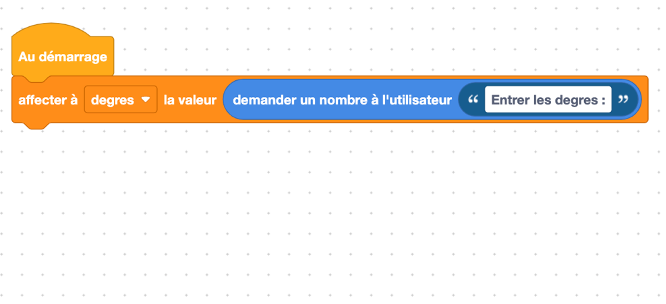 Au démarrage
affecter à degres la valeur demander un nombre à l'utilisateur “ Entrer les degres : ”